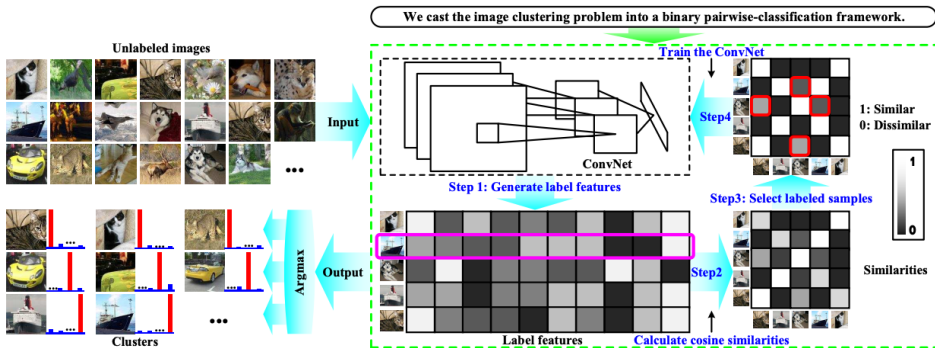 We cast the image clustering problem into a binary pairwise-classification framework.
Unlabeled images
Train the ConvNet
Input
Step4
1: Similar
0: Dissimilar
ConvNet
1
0
•••
Step 1: Generate label features
Step3: Select labeled samples
...
...
Argmax
Output
Step2
Similarities
...
...
...
...
...
...
•••
Clusters
Label features
Calculate cosine similarities